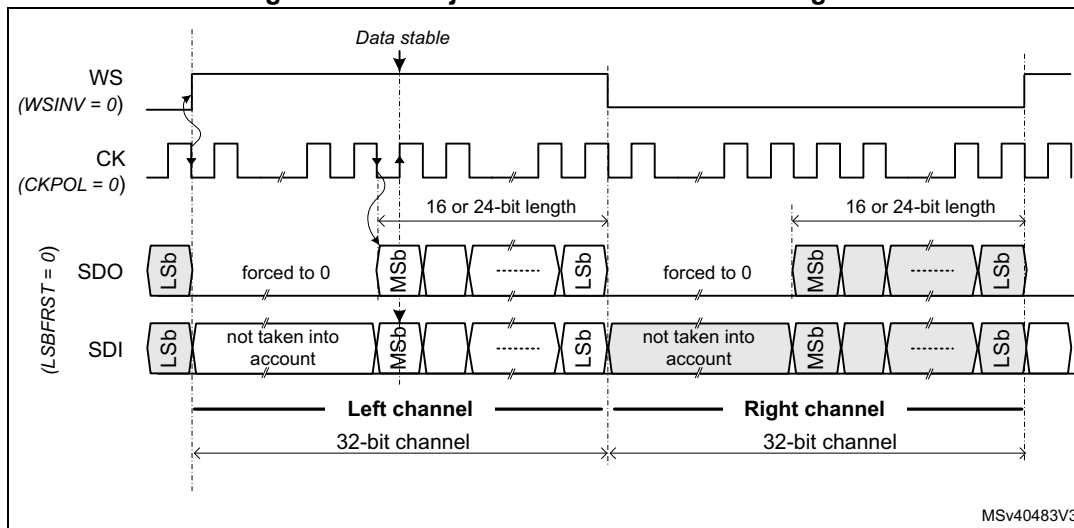 Data stable
WS
(WSINV = 0)
CK
(CKPOL = 0)
16 or 24-bit length
16 or 24-bit length
(LSBFRST = 0)
SDO
LSb
forced to 0
MSb
LSb
forced to 0
MSb
LSb
SDI
LSb
not taken into
account
MSb
LSb
not taken into
account
MSb
LSb
Left channel
Right channel
32-bit channel
32-bit channel
MSv40483V3